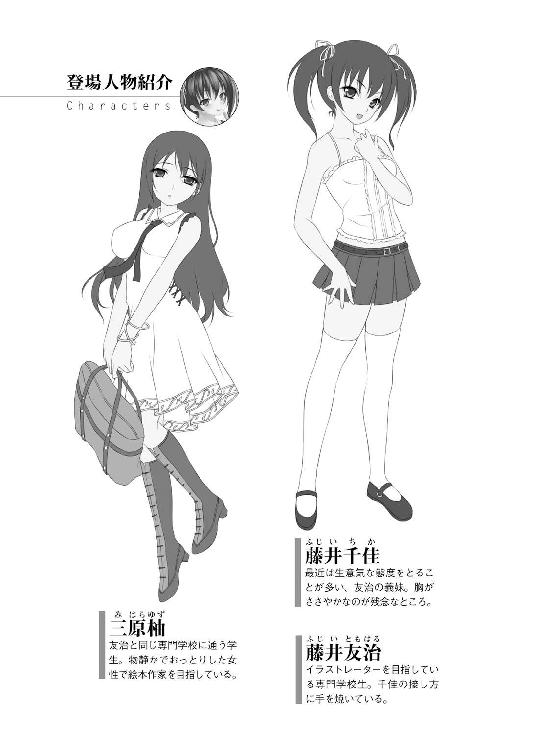 登場人物紹介
Characters
み はらゆず
三原柚
友治と同じ専門学校に通う学
生。物静かでおっとりした女
性で絵本作家を目指している。
ふじ い ち か
藤井千佳
最近は生意気な態度をとるこ
とが多い、友治の義妹。胸が
ささやかなのが残念なところ。
ふじ い ともはる
藤井友治
イラストレーターを目指してい
る専門学校生。千佳の接し方
に手を焼いている。